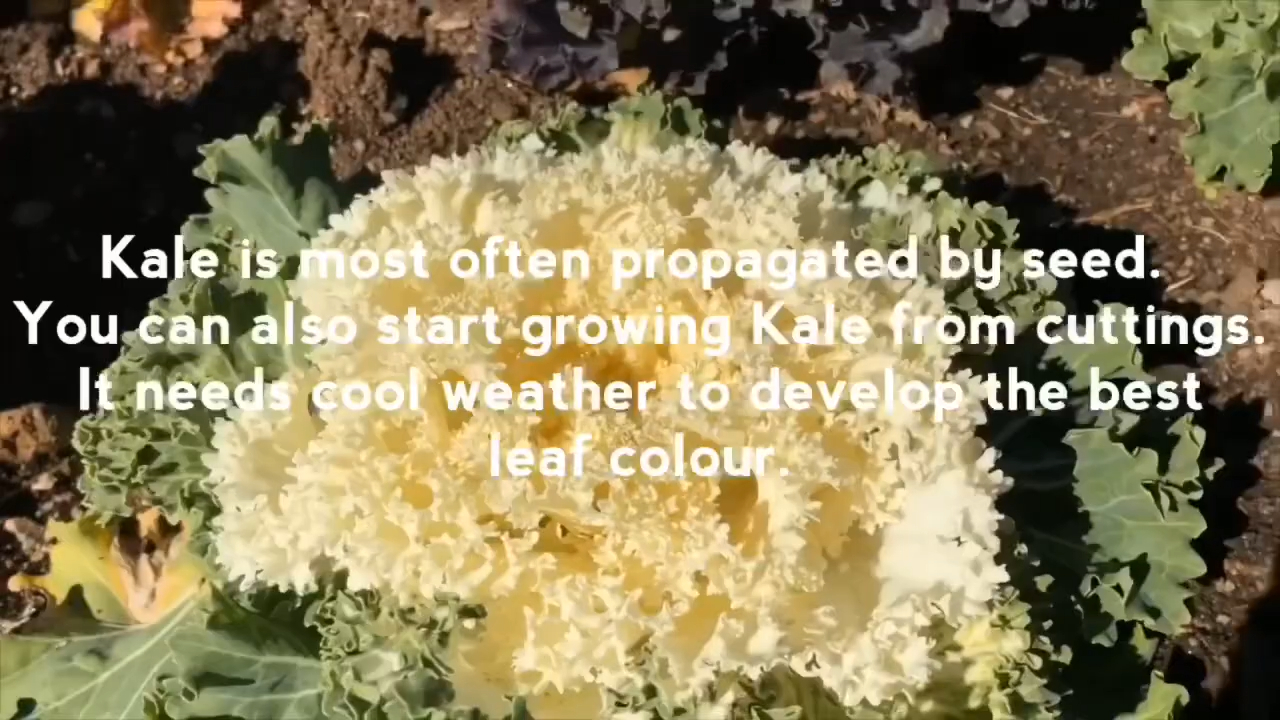 Kale is most often propagated by seed.
You can also start growing Kale from cuttings.
It needs cool weather to develop the best
leaf colour.